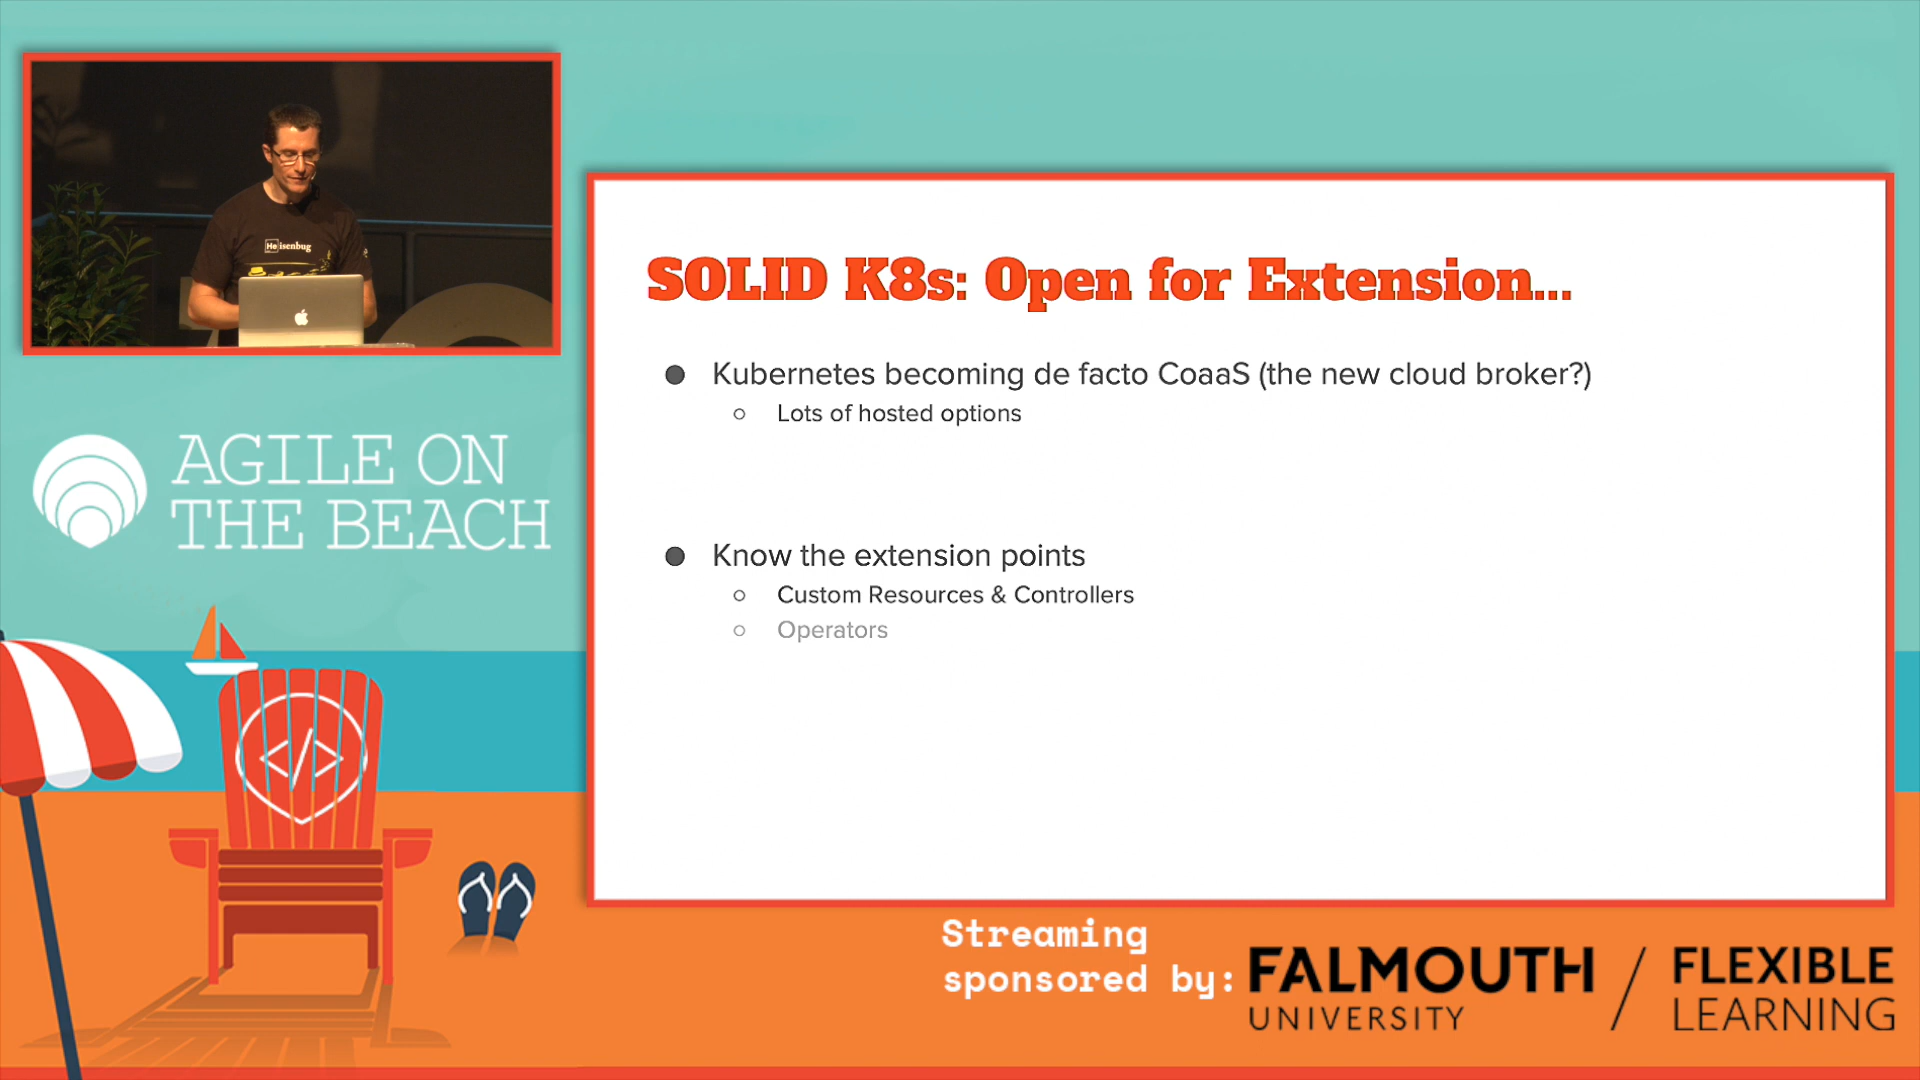 Heisenbug
SOLID K8s: Open for Extension...
Kubernetes becoming de facto CoaaS (the new cloud broker?)
Lots of hosted options
Know the extension points
Custom Resources & Controllers
Operators
AGILE ON
THE BEACH
</>
Streaming
sponsored by:
FALMOUTH
UNIVERSITY
/
FLEXIBLE
LEARNING